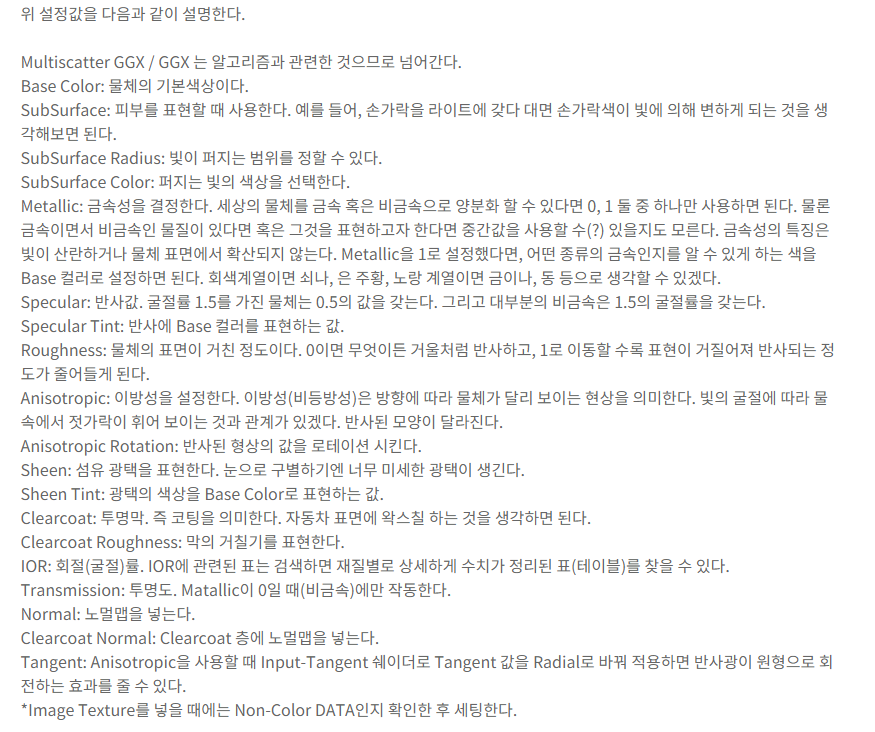 위 설정값을 다음과 같이 설명한다.
Multiscatter GGX / GGX 는 알고리즘과 관련한 것으므로 넘어간다.
Base Color: 물체의 기본색상이다.
SubSurface: 피부를 표현할 때 사용한다. 예를 들어, 손가락을 라이트에 갖다 대면 손가락색이 빛에 의해 변하게 되는 것을 생
각해보면 된다.
SubSurface Radius: 빛이 퍼지는 범위를 정할 수 있다.
SubSurface Color: 퍼지는 빛의 색상을 선택한다.
Metallic: 금속성을 결정한다. 세상의 물체를 금속 혹은 비금속으로 양분화 할 수 있다면 0, 1 둘 중 하나만 사용하면 된다. 물론
금속이면서 비금속인 물질이 있다면 혹은 그것을 표현하고자 한다면 중간값을 사용할 수(?) 있을지도 모른다. 금속성의 특징은
빛이 산란하거나 물체 표면에서 확산되지 않는다. Metallic을 1로 설정했다면, 어떤 종류의 금속인지를 알 수 있게 하는 색을
Base 컬러로 설정하면 된다. 회색계열이면 쇠나, 은 주황, 노랑 계열이면 금이나, 동 등으로 생각할 수 있겠다.
Specular: 반사값. 굴절률 1.5를 가진 물체는 0.5의 값을 갖는다. 그리고 대부분의 비금속은 1.5의 굴절률을 갖는다.
Specular Tint: 반사에 Base 컬러를 표현하는 값.
Roughness: 물체의 표면이 거친 정도이다. 0이면 무엇이든 거울처럼 반사하고, 1로 이동할 수록 표현이 거질어져 반사되는 정
도가 줄어들게 된다.
Anisotropic: 이방성을 설정한다. 이방성(비등방성)은 방향에 따라 물체가 달리 보이는 현상을 의미한다. 빛의 굴절에 따라 물
속에서 젓가락이 휘어 보이는 것과 관계가 있겠다. 반사된 모양이 달라진다.
Anisotropic Rotation: 반사된 형상의 값을 로테이션 시킨다.
Sheen: 섬유 광택을 표현한다. 눈으로 구별하기엔 너무 미세한 광택이 생긴다.
Sheen Tint: 광택의 색상을 Base Color로 표현하는 값.
Clearcoat: 투명막. 즉 코팅을 의미한다. 자동차 표면에 왁스칠 하는 것을 생각하면 된다.
Clearcoat Roughness: 막의 거칠기를 표현한다.
IOR: 회절(굴절)률. IOR에 관련된 표는 검색하면 재질별로 상세하게 수치가 정리된 표(테이블)를 찾을 수 있다.
Transmission: 투명도. Matallic이 0일 때(비금속)에만 작동한다.
Normal: 노멀맵을 넣는다.
Clearcoat Normal: Clearcoat 층에 노멀맵을 넣는다.
Tangent: Anisotropic을 사용할 때 Input-Tangent 쉐이더로 Tangent 값을 Radial로 바꿔 적용하면 반사광이 원형으로 회
전하는 효과를 줄 수 있다.
*Image Texture를 넣을 때에는 Non-Color DATA인지 확인한 후 세팅한다.